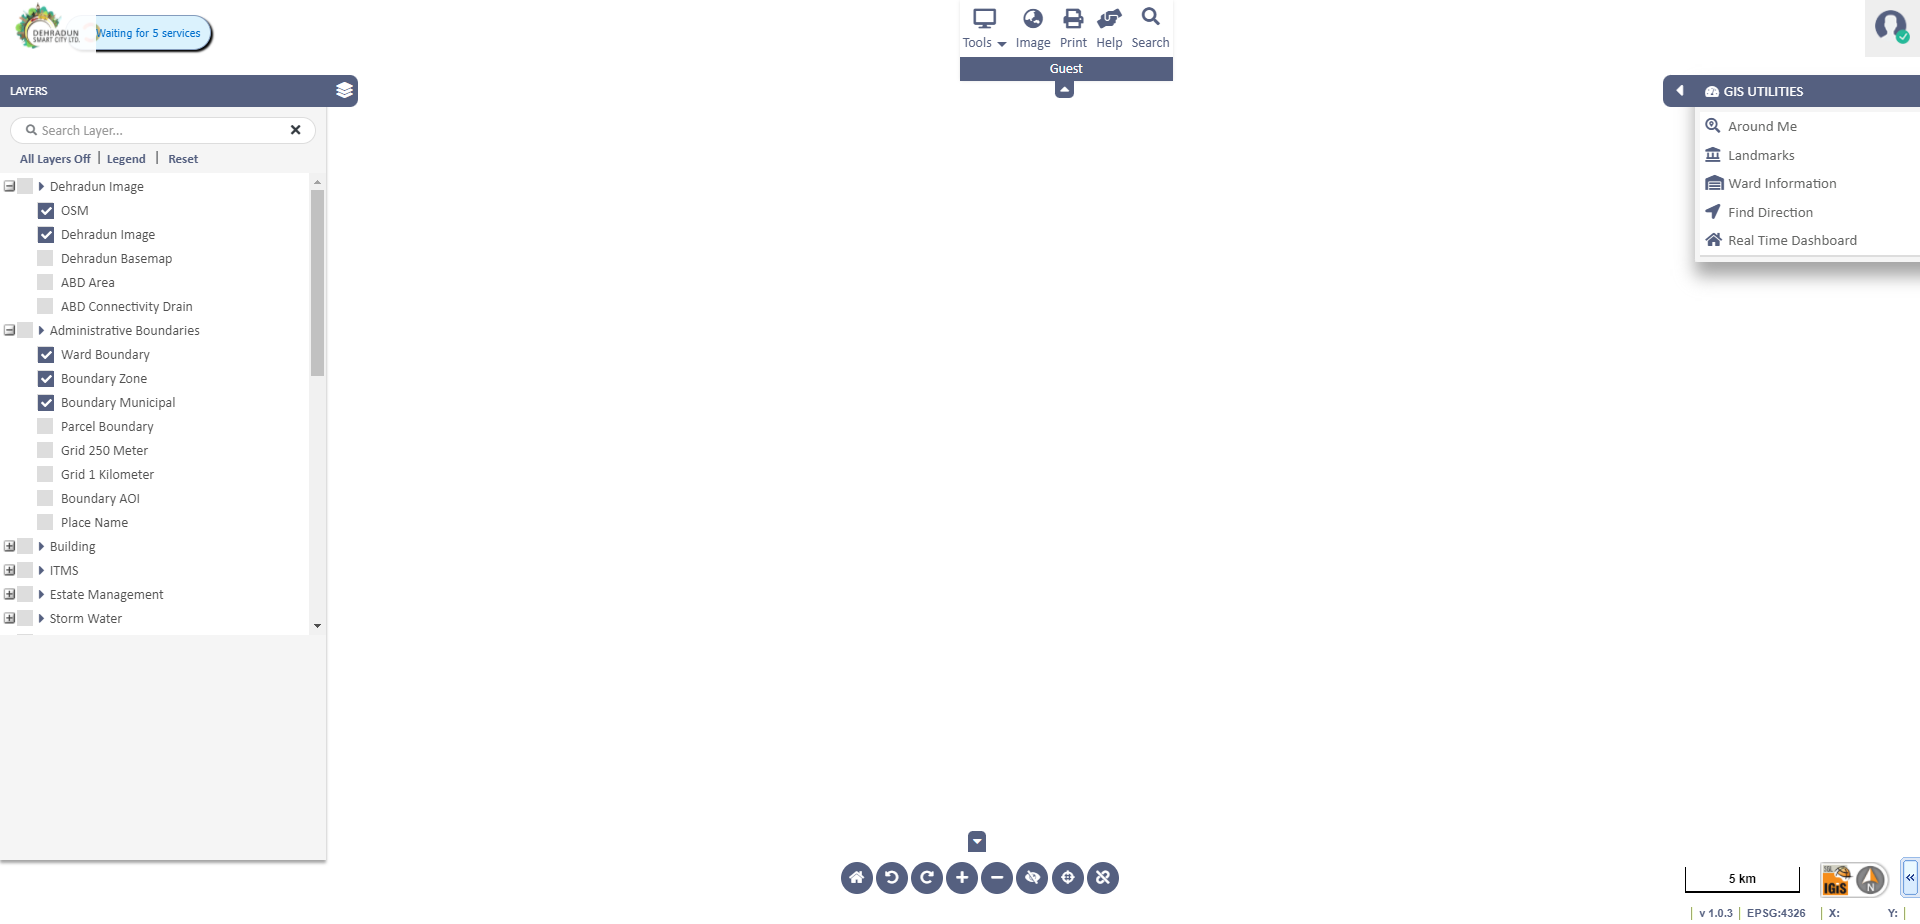 DEHRADUN
SMART CITY LTD.
Waiting for 5 services
Tools
Image
Print
Help
Search
Guest
LAYERS
Search Layer...
All Layers Off | Legend | Reset
Dehradun Image
OSM
Dehradun Image
Dehradun Basemap
ABD Area
ABD Connectivity Drain
Administrative Boundaries
Ward Boundary
Boundary Zone
Boundary Municipal
Parcel Boundary
Grid 250 Meter
Grid 1 Kilometer
Boundary AOI
Place Name
Building
ITMS
Estate Management
Storm Water
GIS UTILITIES
Around Me
Landmarks
Ward Information
Find Direction
Real Time Dashboard
5 km
IGiS
N
v 1.0.3 | EPSG:4326 | X: Y: